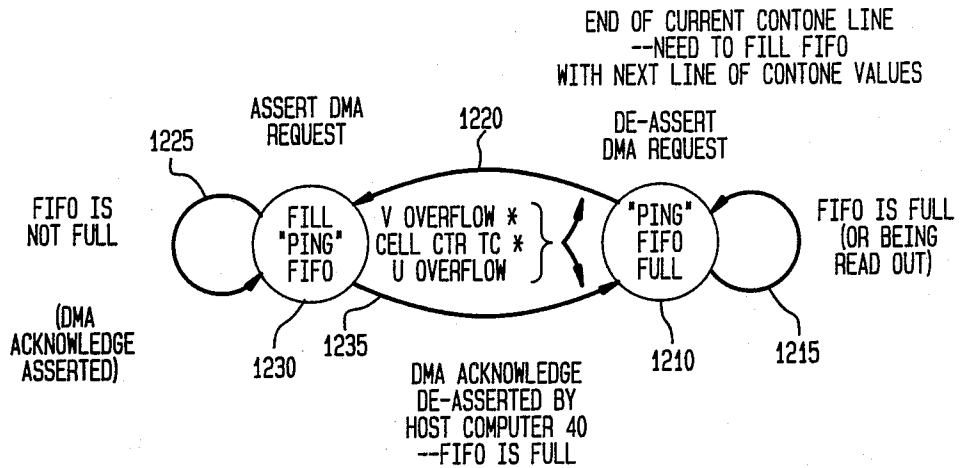 END OF CURRENT CONTONE LINE
--NEED TO FILL FIFO
WITH NEXT LINE OF CONTONE VALUES
ASSERT DMA
REQUEST
1220
DE-ASSERT
DMA REQUEST
1225
FIFO IS
NOT FULL
FILL
"PING"
FIFO
V OVERFLOW *
CELL CTR TC *
U OVERFLOW
"PING"
FIFO
FULL
FIFO IS FULL
(OR BEING
READ OUT)
(DMA
ACKNOWLEDGE
ASSERTED)
1230
1235
1210
1215
DMA ACKNOWLEDGE
DE-ASSERTED BY
HOST COMPUTER 40
--FIFO IS FULL